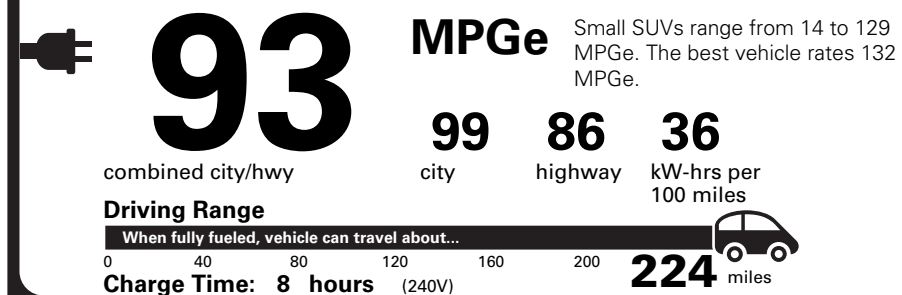 93
MPGe
Small SUVs range from 14 to 129
MPGe. The best vehicle rates 132
MPGe.
99 86 36
combined city/hwy city highway kW-hrs per
100 miles
Driving Range
When fully fueled, vehicle can travel about...
0 40 80 120 160 200 224 miles
Charge Time: 8 hours (240V)